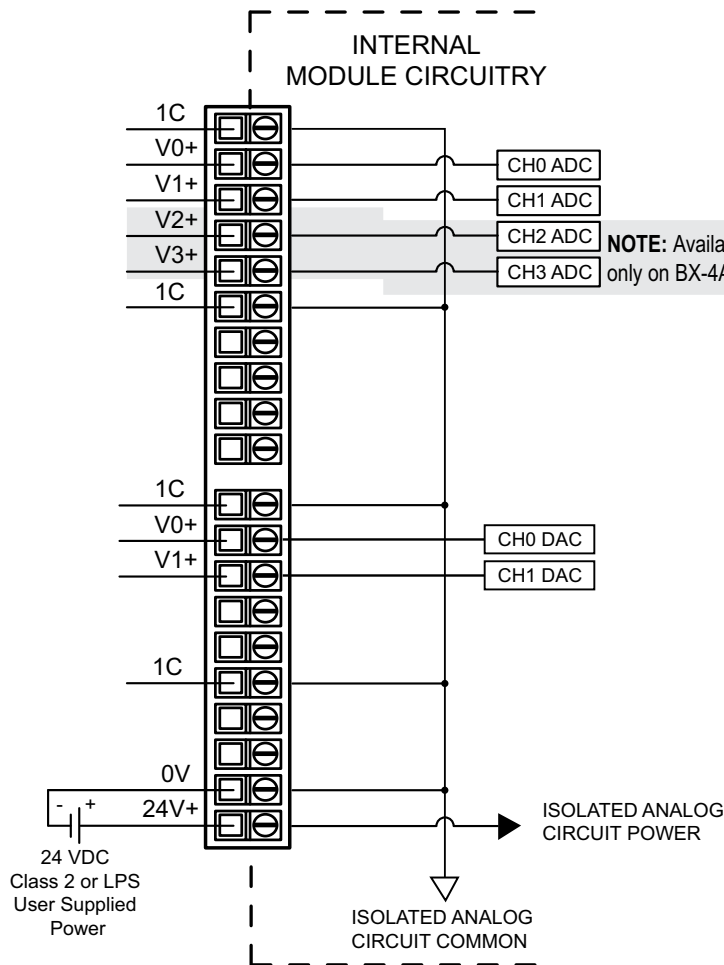 INTERNAL
MODULE CIRCUITRY
1C
V0+
CH0 ADC
V1+
CH1 ADC
V2+
CH2 ADC
NOTE:
V3+
CH3 ADC
only on
1C
1C
V0+
CH0 DAC
V1+
CH1 DAC
1C
0V
- +
24V+
ISOLATED ANALOG
CIRCUIT POWER
24 VDC
Class 2 or LPS
User Supplied
Power
ISOLATED ANALOG
CIRCUIT COMMON